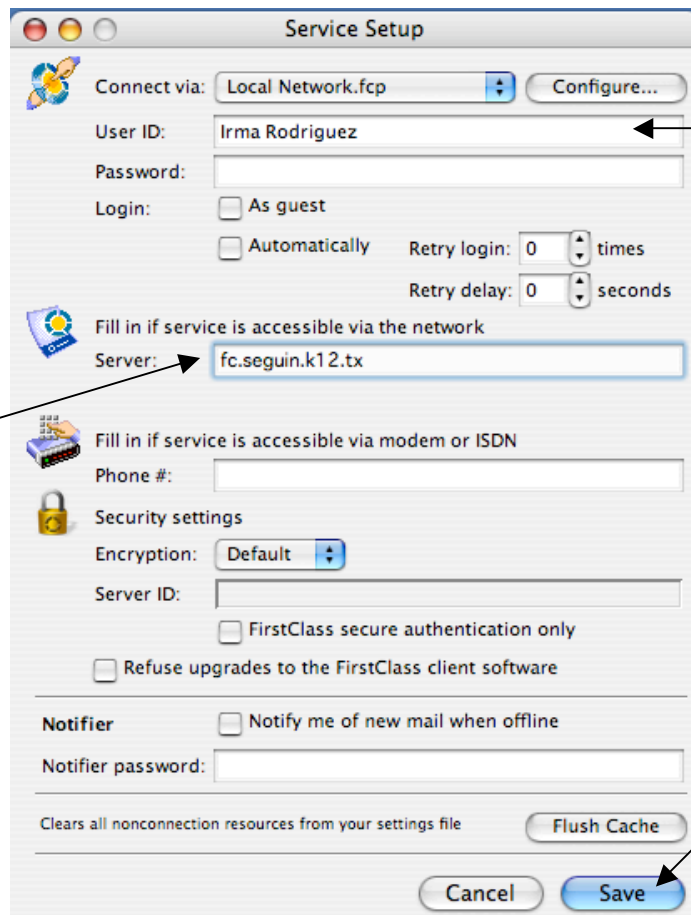 Service Setup
Connect via: Local Network.fcp Configure...
User ID: Irma Rodriguez
Password:
Login: As guest
Automatically Retry login: 0 times
Retry delay: 0 seconds
Fill in if service is accessible via the network
Server: fc.seguin.k12.tx
Fill in if service is accessible via modem or ISDN
Phone #:
Security settings
Encryption: Default
Server ID:
FirstClass secure authentication only
Refuse upgrades to the FirstClass client software
Notifier Notify me of new mail when offline
Notifier password:
Clears all nonconnection resources from your settings file Flush Cache
Cancel Save